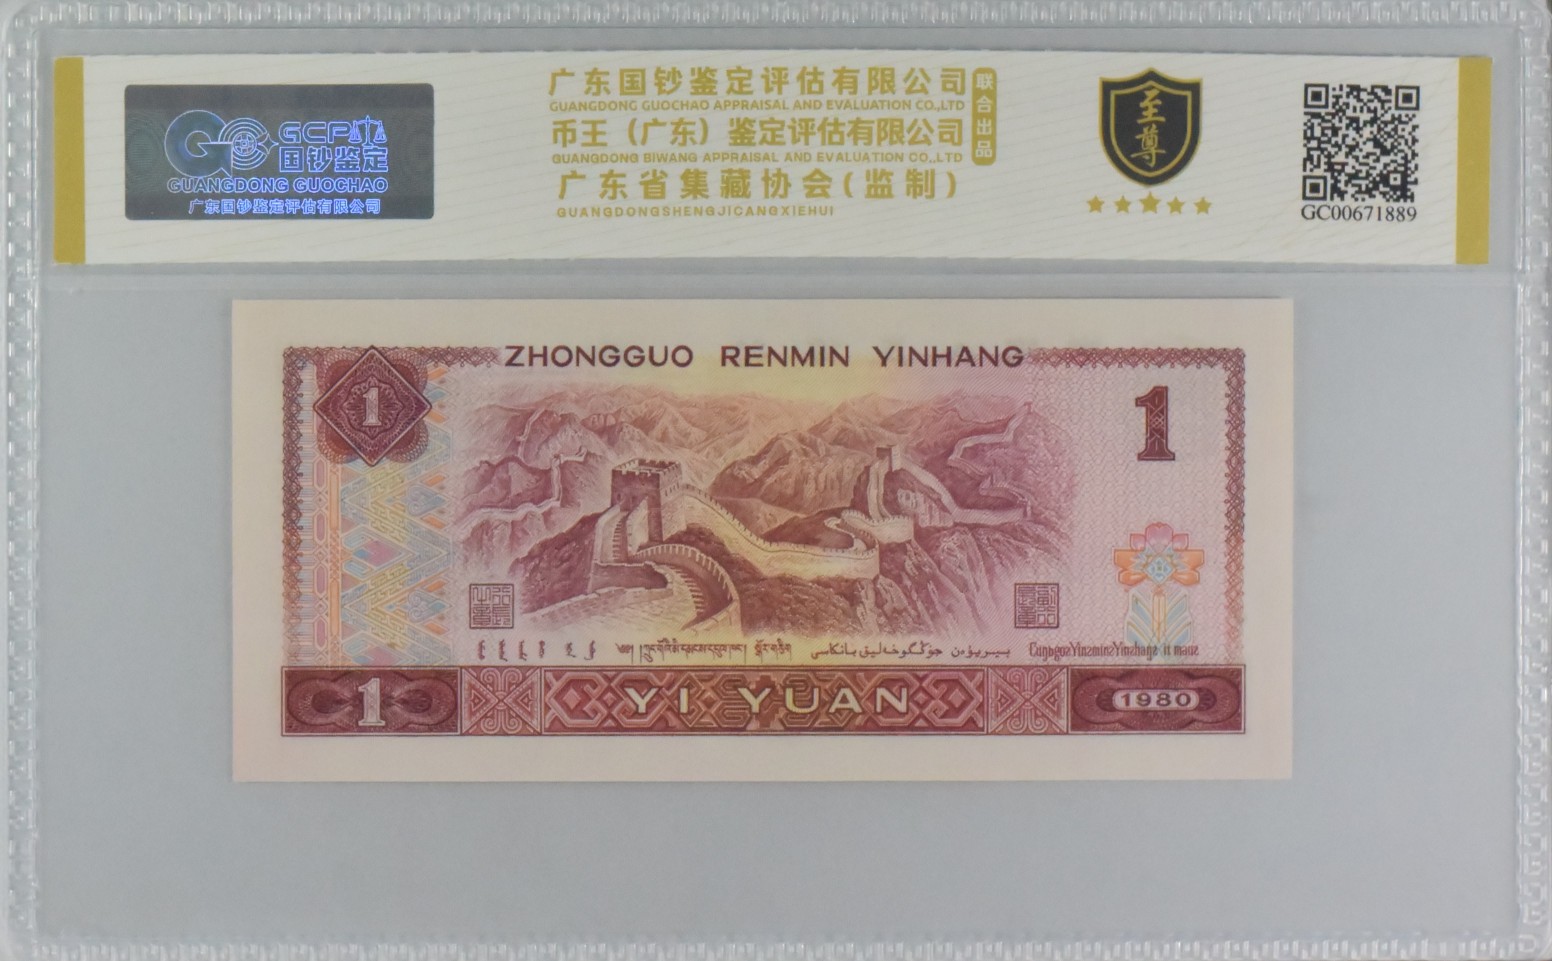 GCP
国钞鉴定
GUANGDONG GUOCHAO
广东国钞鉴定评估有限公司
广东国钞鉴定评估有限公司
GUANGDONG GUOCHAO APPRAISAL AND EVALUATION CO.,LTD
币王（广东）鉴定评估有限公司
GUANGDONG BIWANG APPRAISAL AND EVALUATION CO.,LTD
广东省集藏协会(监制)
GUANGDONGSHENGJICANGXIEHUI
联合出品
至尊
GC00671889
ZHONGGUO RENMIN YINHANG
1
1
1
YI YUAN
1980